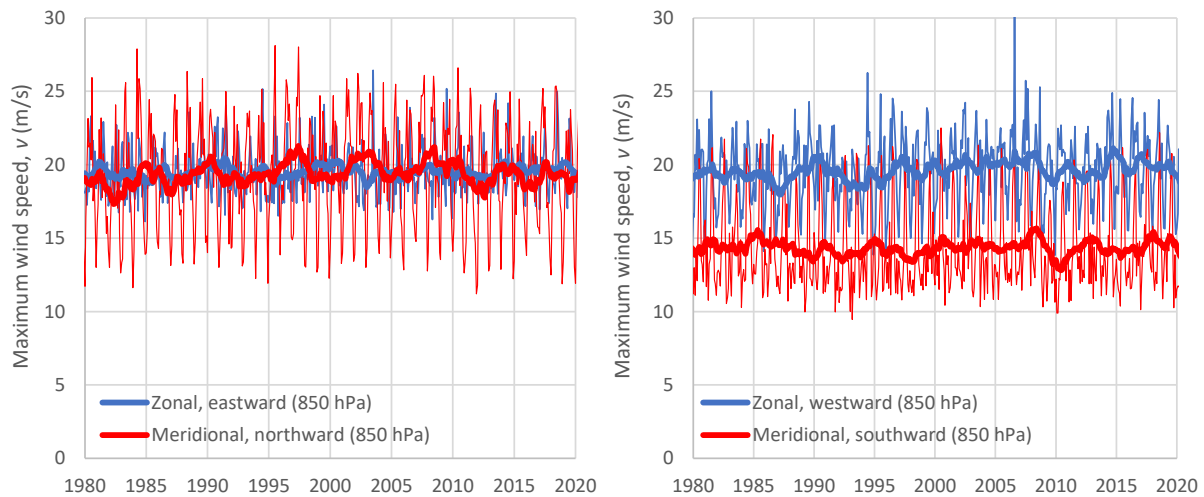 30
25
20
15
10
5
0
Maximum wind speed, v (m/s)
Zonal, eastward (850 hPa)
Meridional, northward (850 hPa)
1980 1985 1990 1995 2000 2005 2010 2015 2020
30
25
20
15
10
5
0
Maximum wind speed, v (m/s)
Zonal, westward (850 hPa)
Meridional, southward (850 hPa)
1980 1985 1990 1995 2000 2005 2010 2015 2020